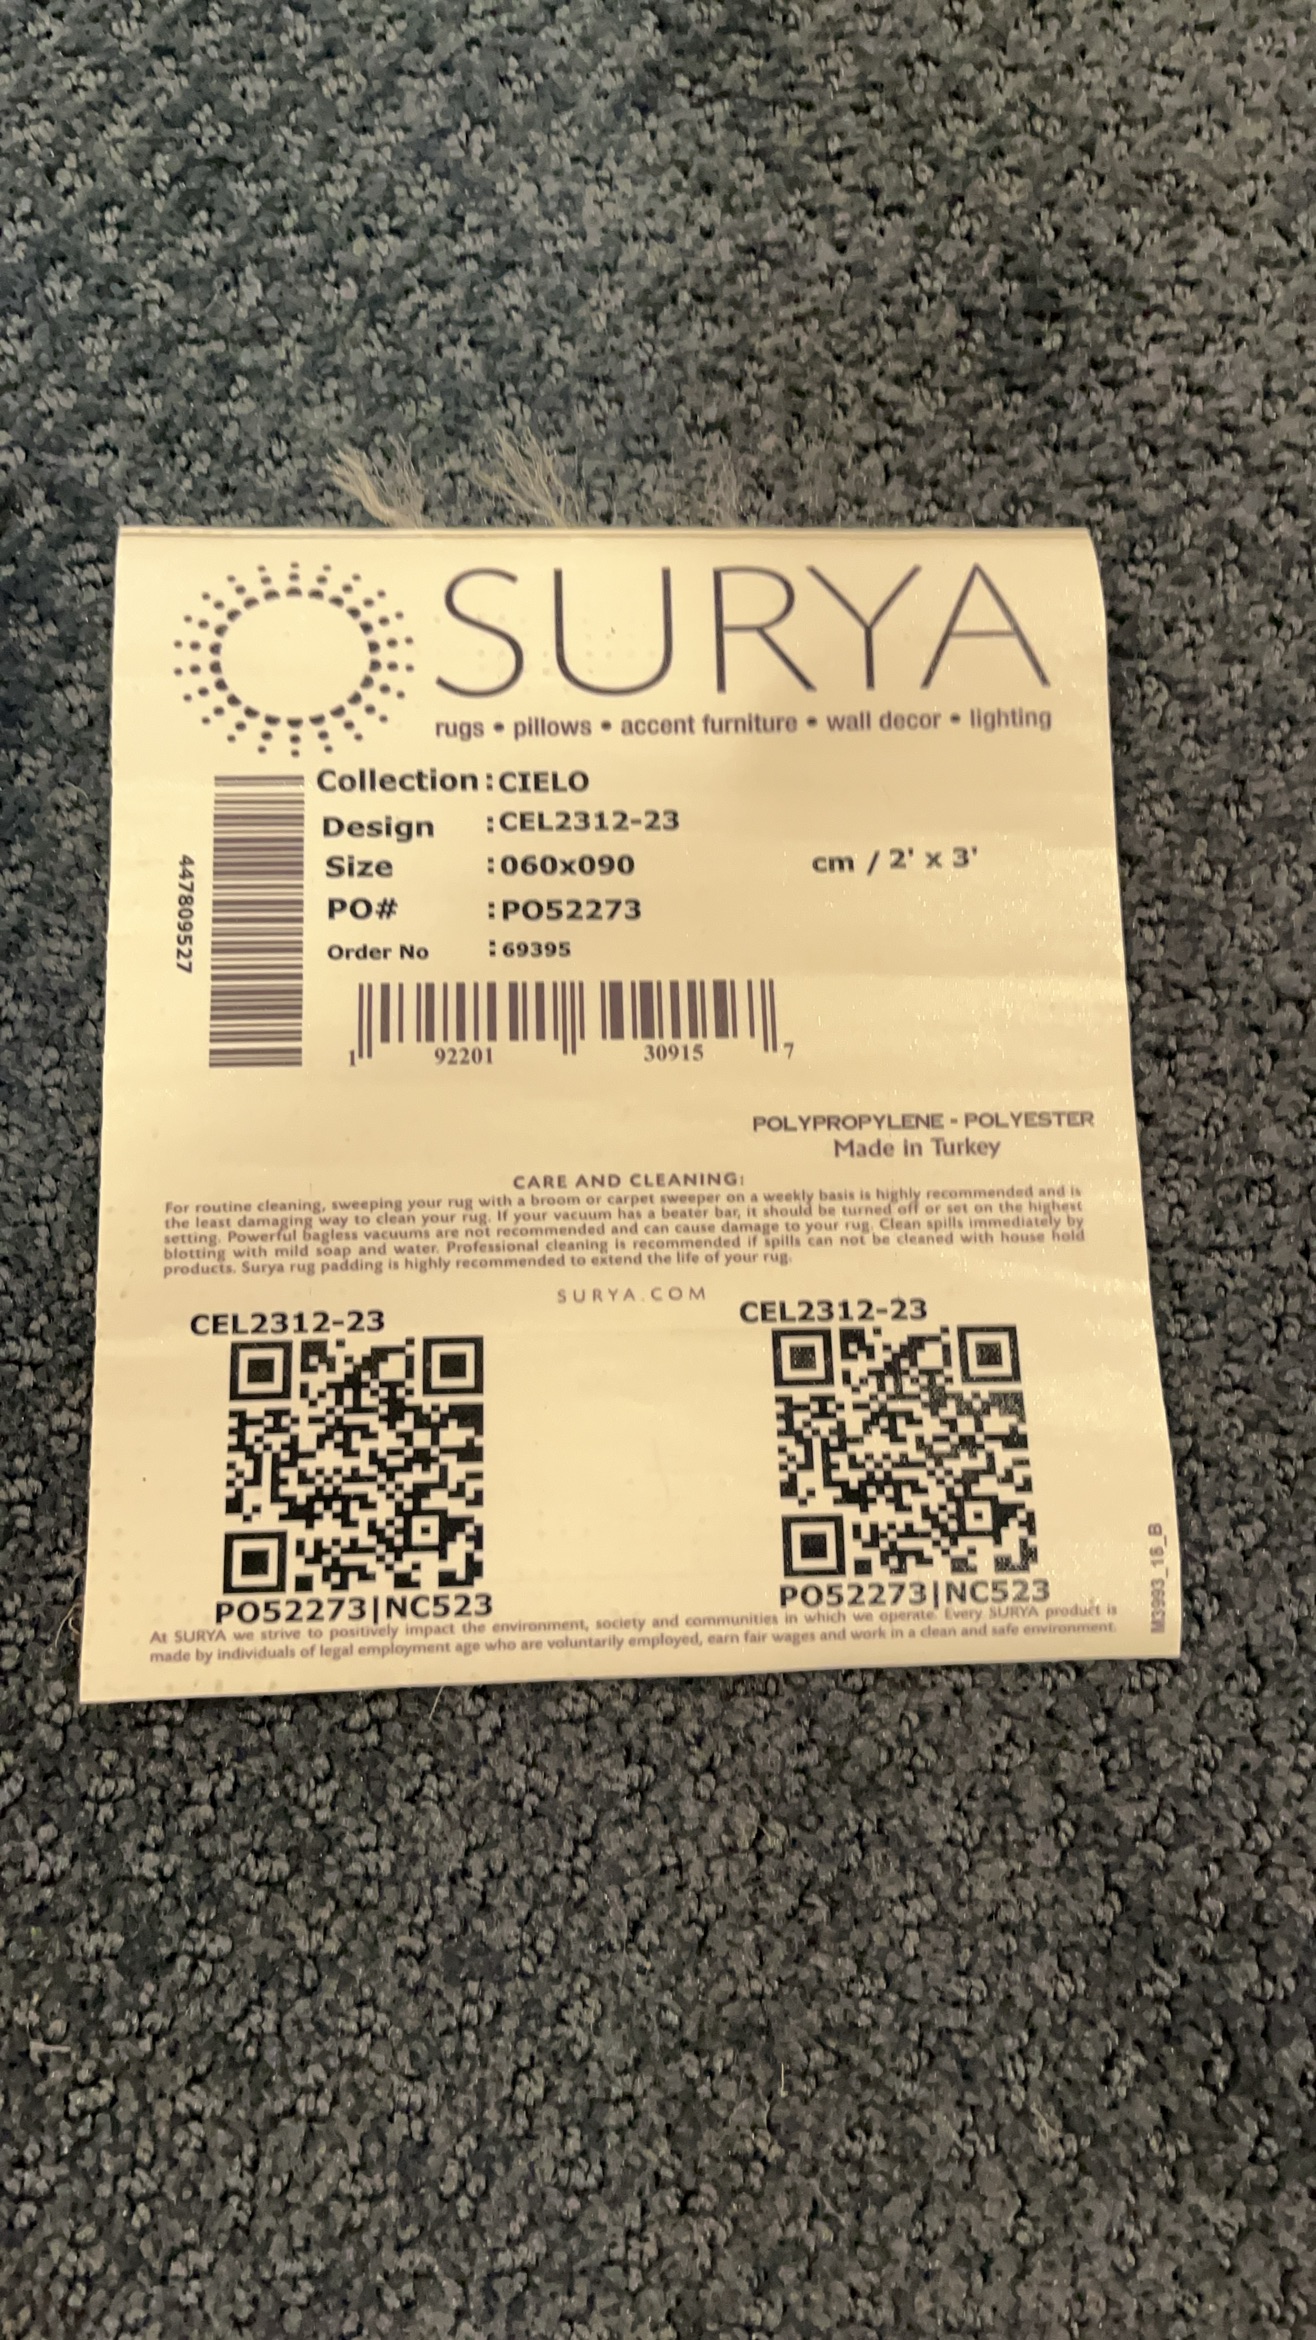 SURYA
rugs • pillows • accent furniture • wall decor • lighting
447809527
Collection :CIELO
Design :CEL2312-23
Size :060x090 cm / 2' x 3'
PO# :PO52273
Order No :69395
1 92201 30915 7
POLYPROPYLENE - POLYESTER
Made in Turkey
CARE AND CLEANING:
For routine cleaning, sweeping your rug with a broom or carpet sweeper on a weekly basis is highly recommended and is
the least damaging way to clean your rug. If your vacuum has a beater bar, it should be turned off or set on the highest
setting. Powerful bagless vacuums are not recommended and can cause damage to your rug. Clean spills immediately by
blotting with mild soap and water. Professional cleaning is recommended if spills can not be cleaned with house hold
products. Surya rug padding is highly recommended to extend the life of your rug.
SURYA.COM
CEL2312-23 CEL2312-23
PO52273|NC523 PO52273|NC523
At SURYA we strive to positively impact the environment, society and communities in which we operate. Every SURYA product is
made by individuals of legal employment age who are voluntarily employed, earn fair wages and work in a clean and safe environment.
M3993_16_B